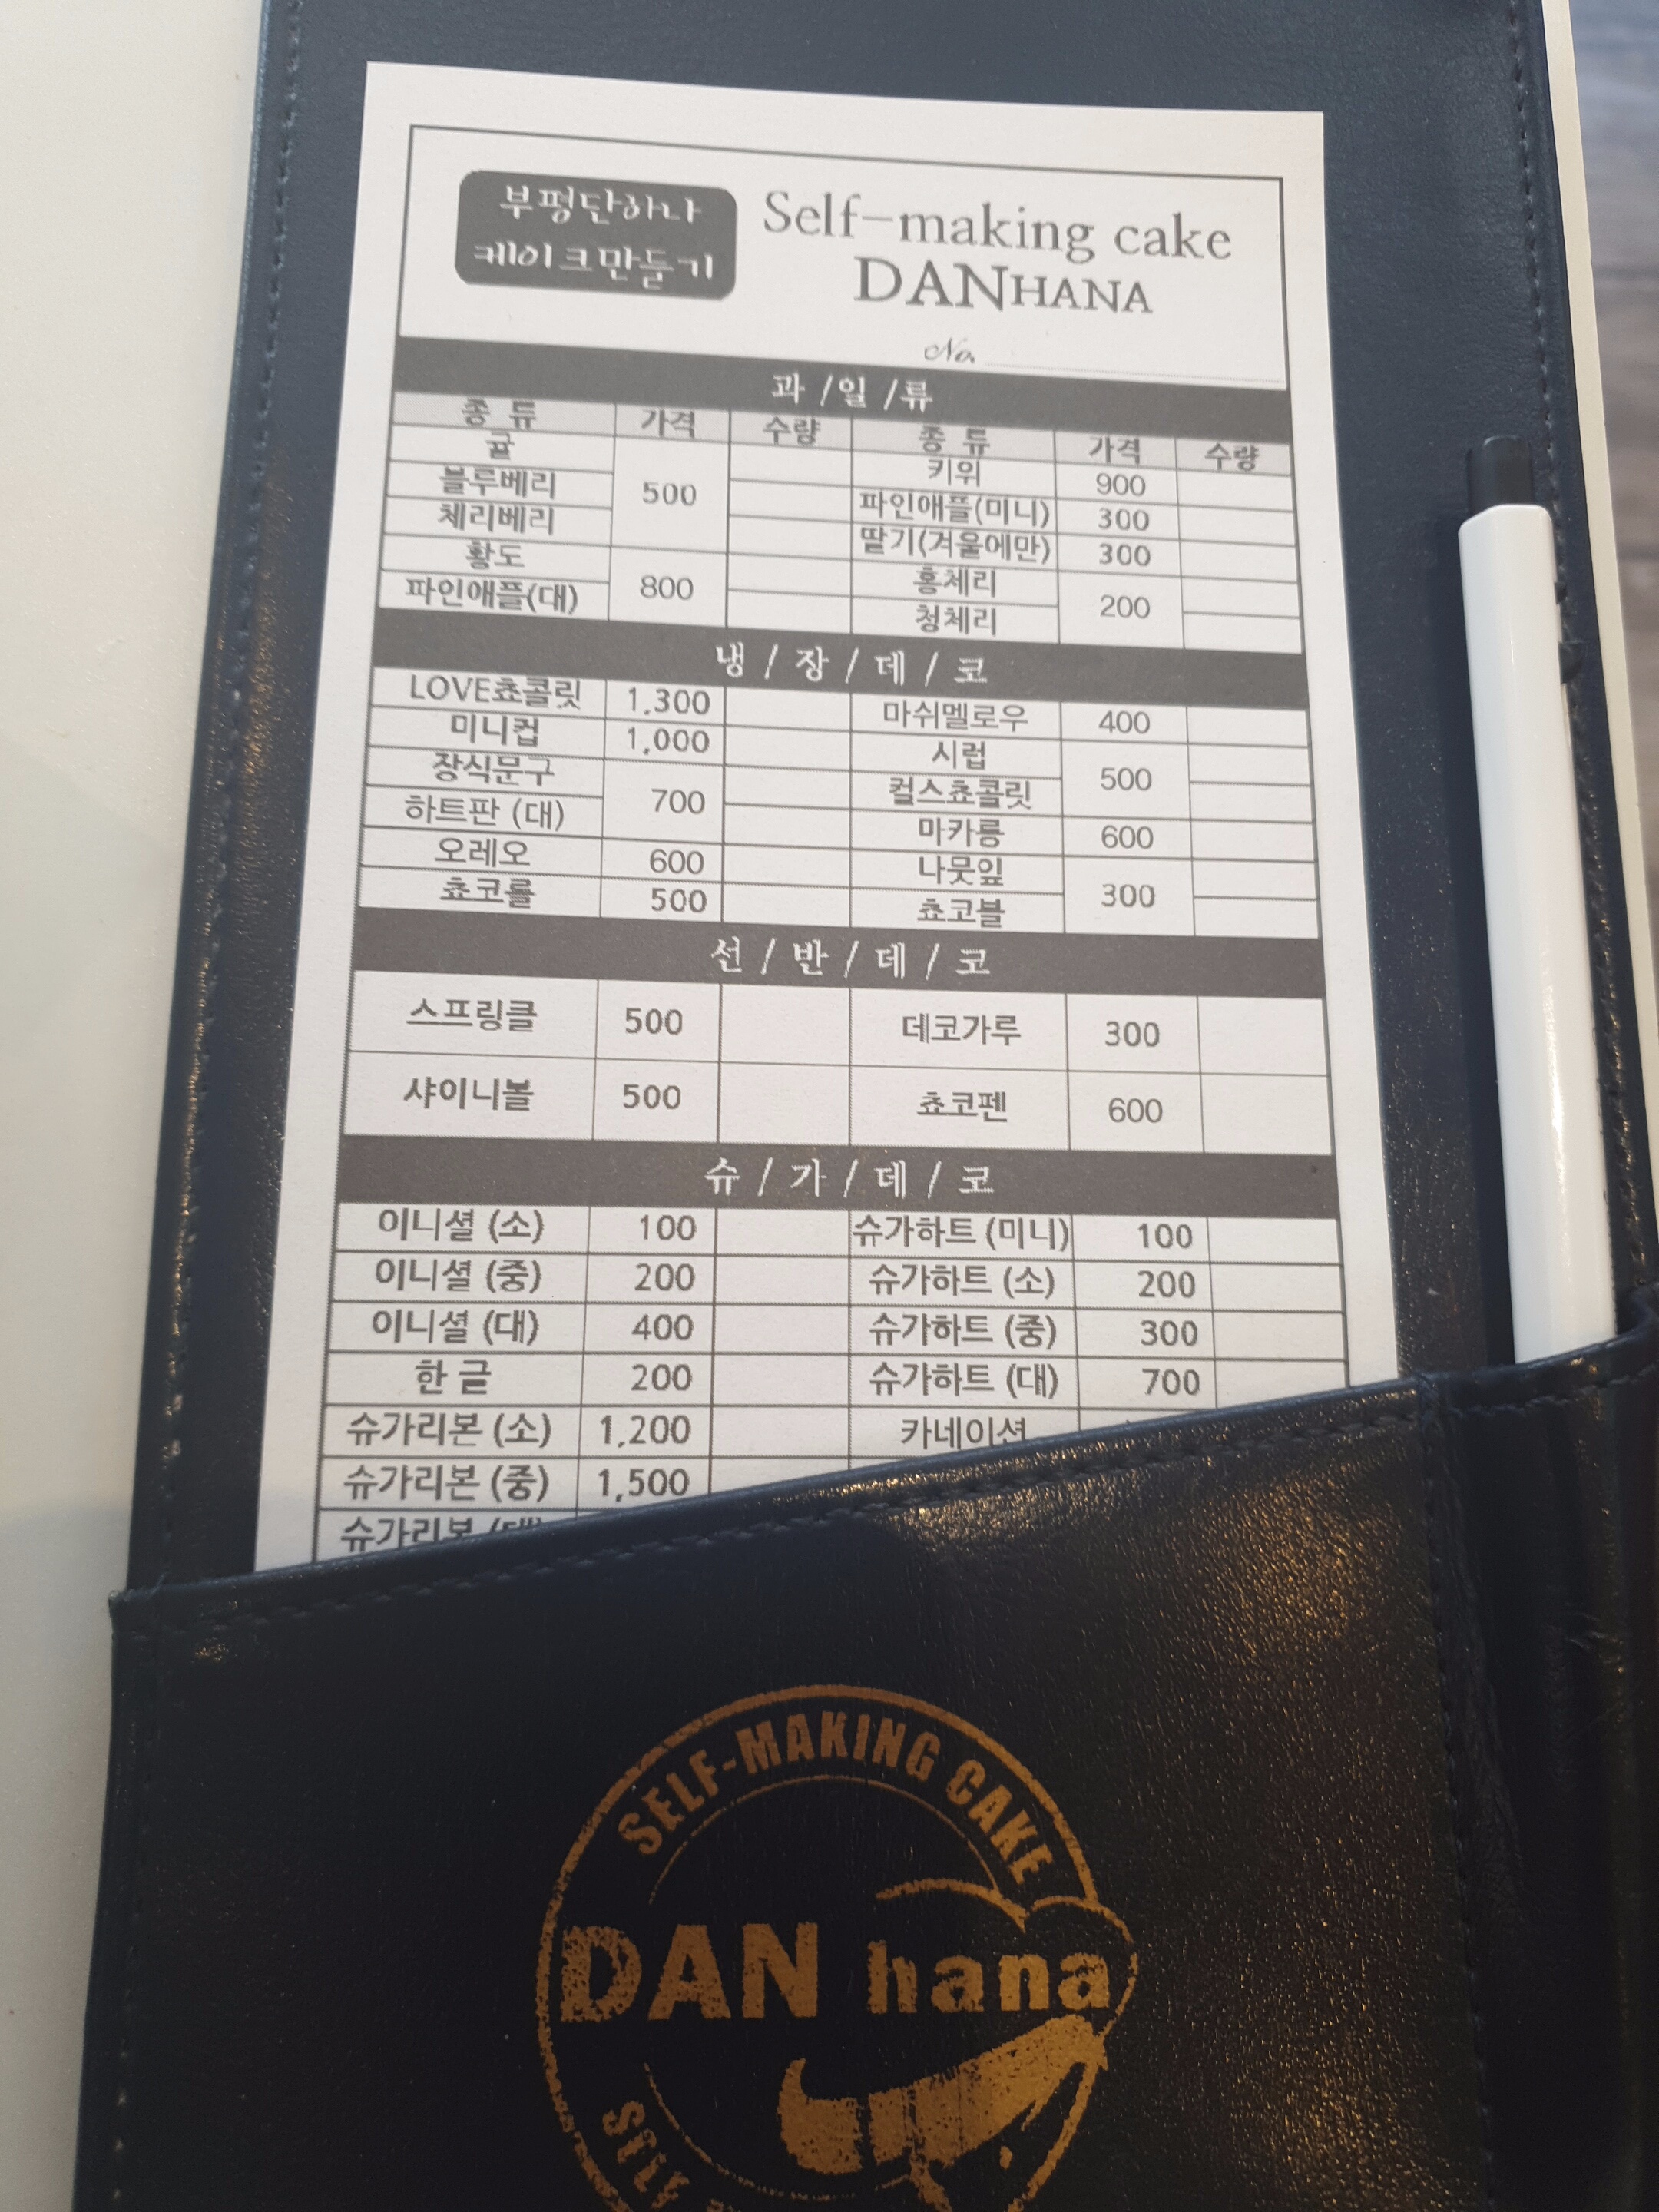 부평단하나
케이크만들기
Self-making cake
DANHANA
No.
과 / 일 / 류
종 류 가격 수량 종 류 가격 수량
귤 500 키위 900
블루베리 파인애플(미니) 300
체리베리 딸기(겨울에만) 300
황도 800 홍체리 200
파인애플(대) 청체리
냉 / 장 / 데 / 코
LOVE쵸콜릿 1,300 마쉬멜로우 400
미니컵 1,000 시럽 500
장식문구 700 컬스쵸콜릿
하트판 (대) 마카롱 600
오레오 600 나뭇잎 300
쵸코롤 500 쵸코볼
선 / 반 / 데 / 코
스프링클 500 데코가루 300
샤이니볼 500 쵸코펜 600
슈 / 가 / 데 / 코
이니셜 (소) 100 슈가하트 (미니) 100
이니셜 (중) 200 슈가하트 (소) 200
이니셜 (대) 400 슈가하트 (중) 300
한 글 200 슈가하트 (대) 700
슈가리본 (소) 1,200 카네이션
슈가리본 (중) 1,500
슈가리본 (대)
SELF-MAKING CAKE
DAN hana